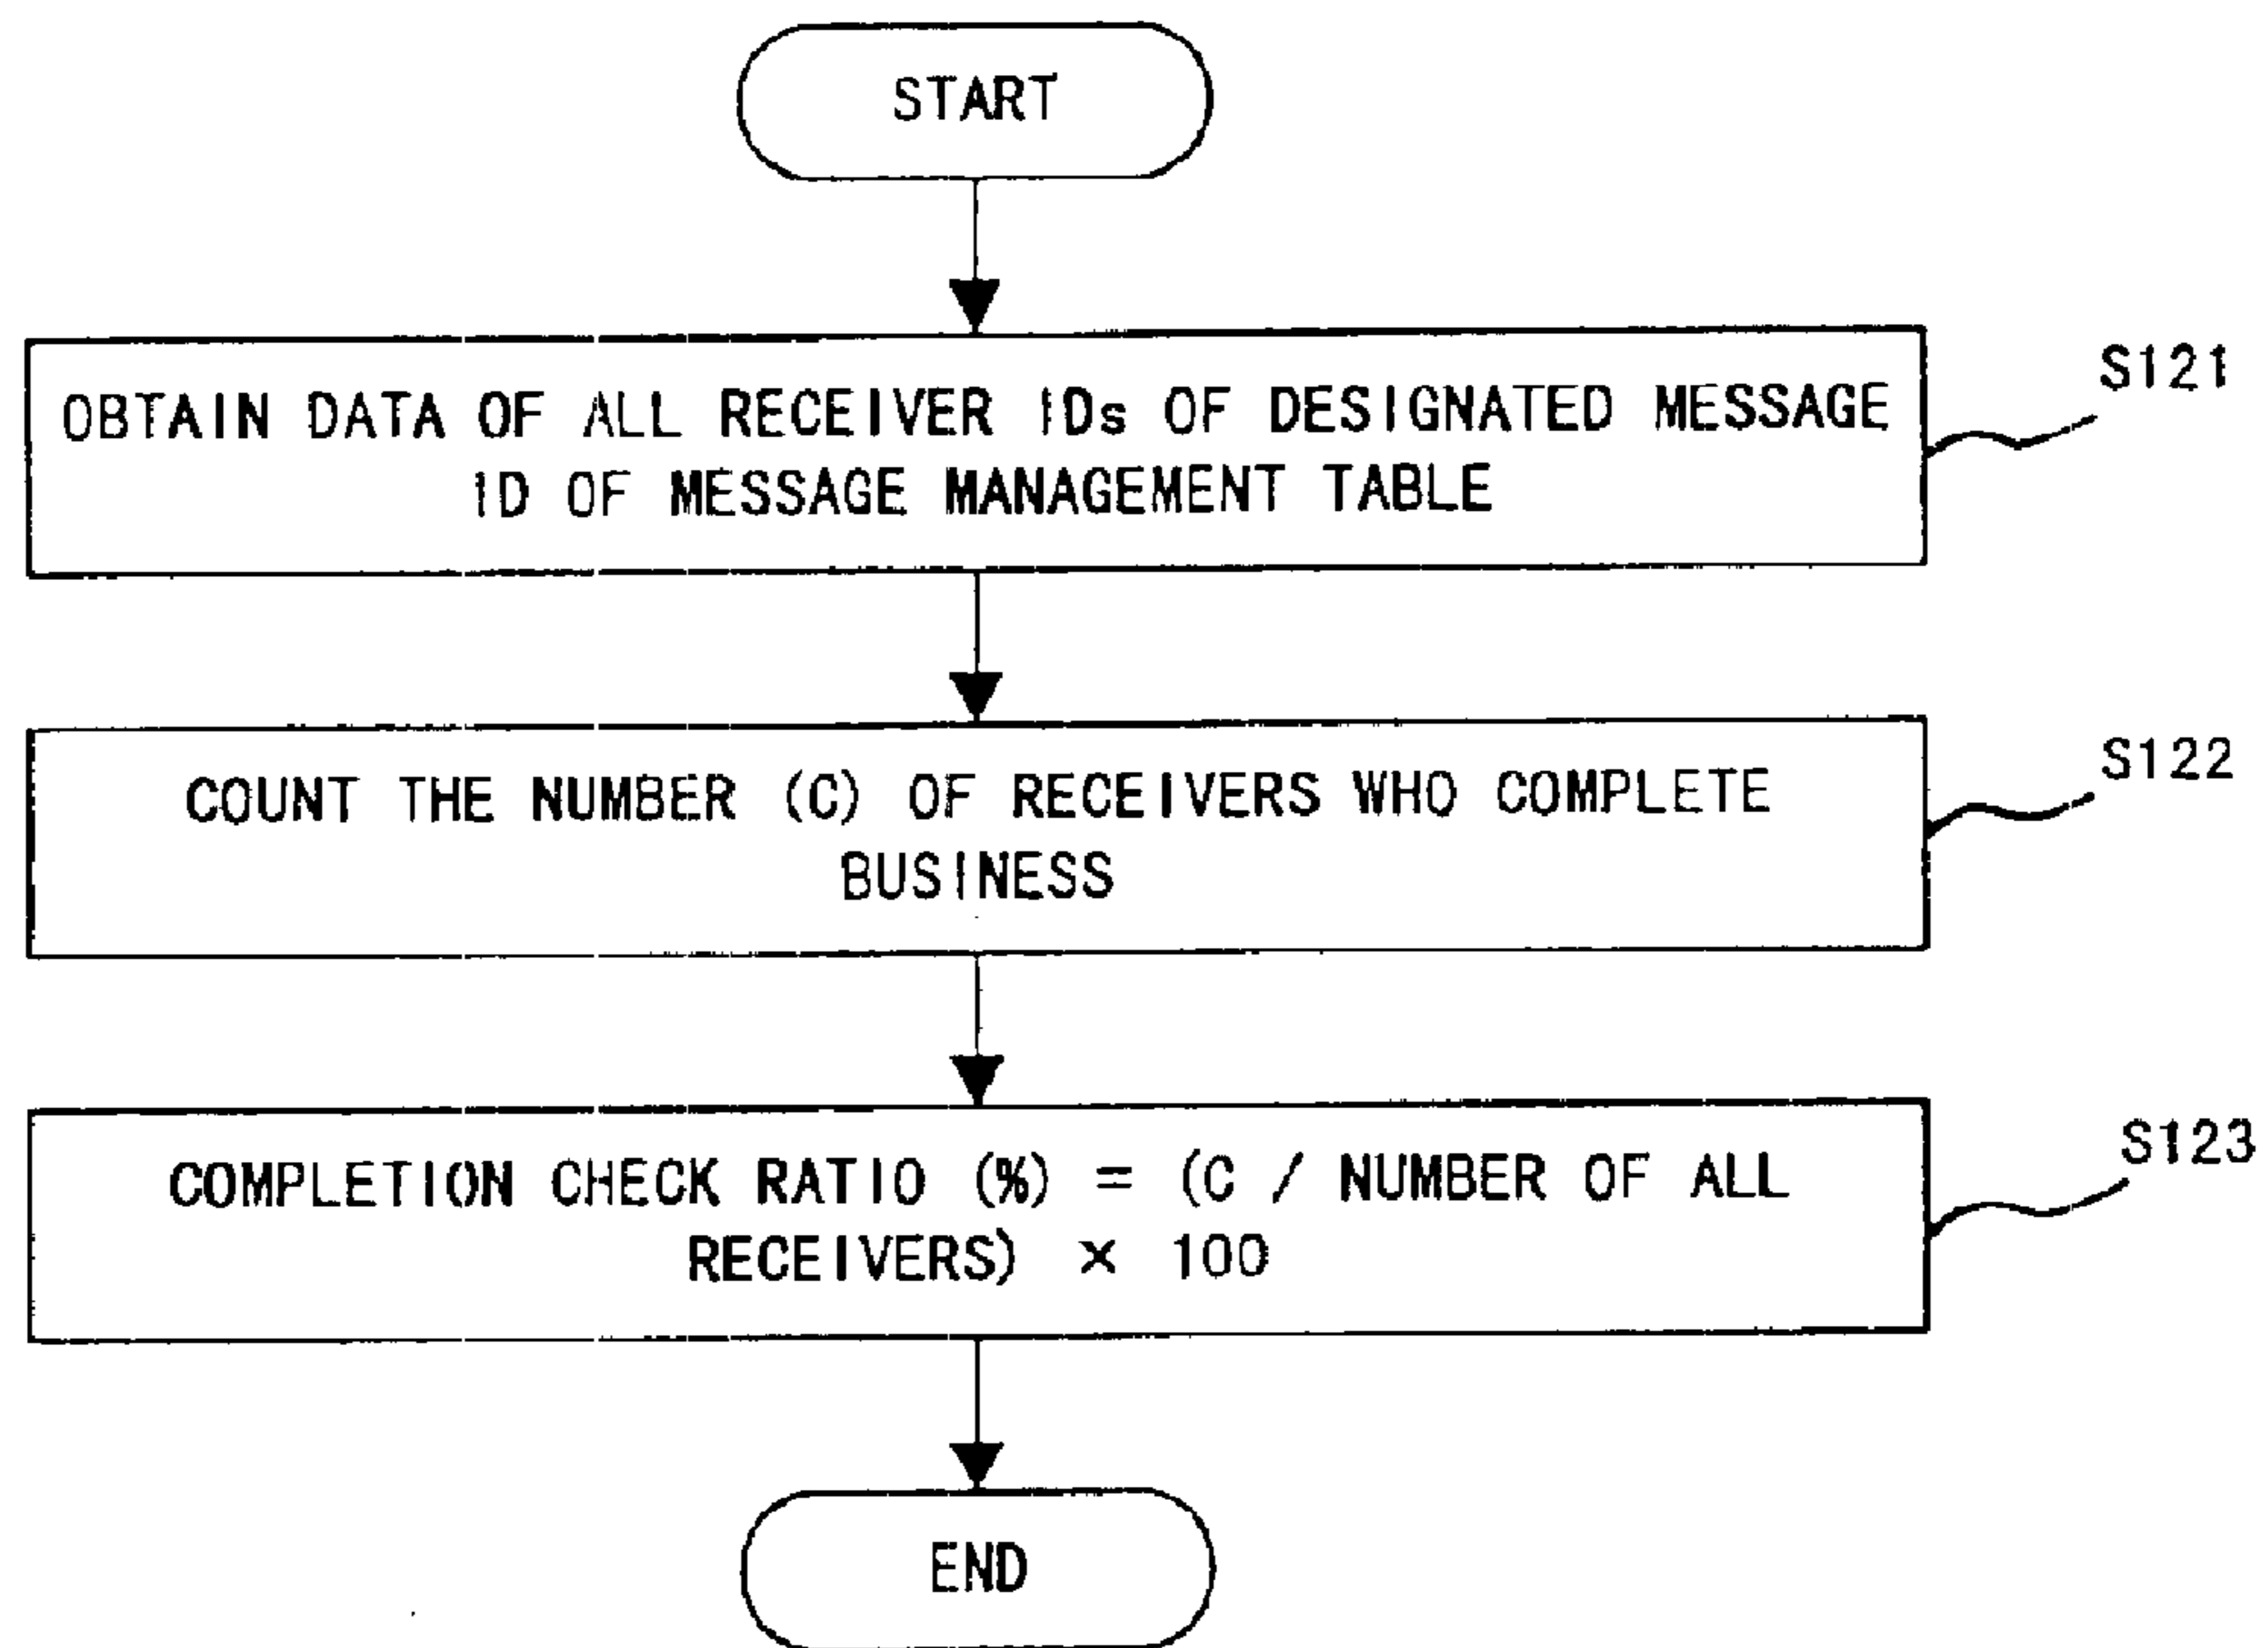 START
OBTAIN DATA OF ALL RECEIVER IDs OF DESIGNATED MESSAGE
ID OF MESSAGE MANAGEMENT TABLE
S121
COUNT THE NUMBER (C) OF RECEIVERS WHO COMPLETE
BUSINESS
S122
COMPLETION CHECK RATIO (%) = (C / NUMBER OF ALL
RECEIVERS) × 100
S123
END